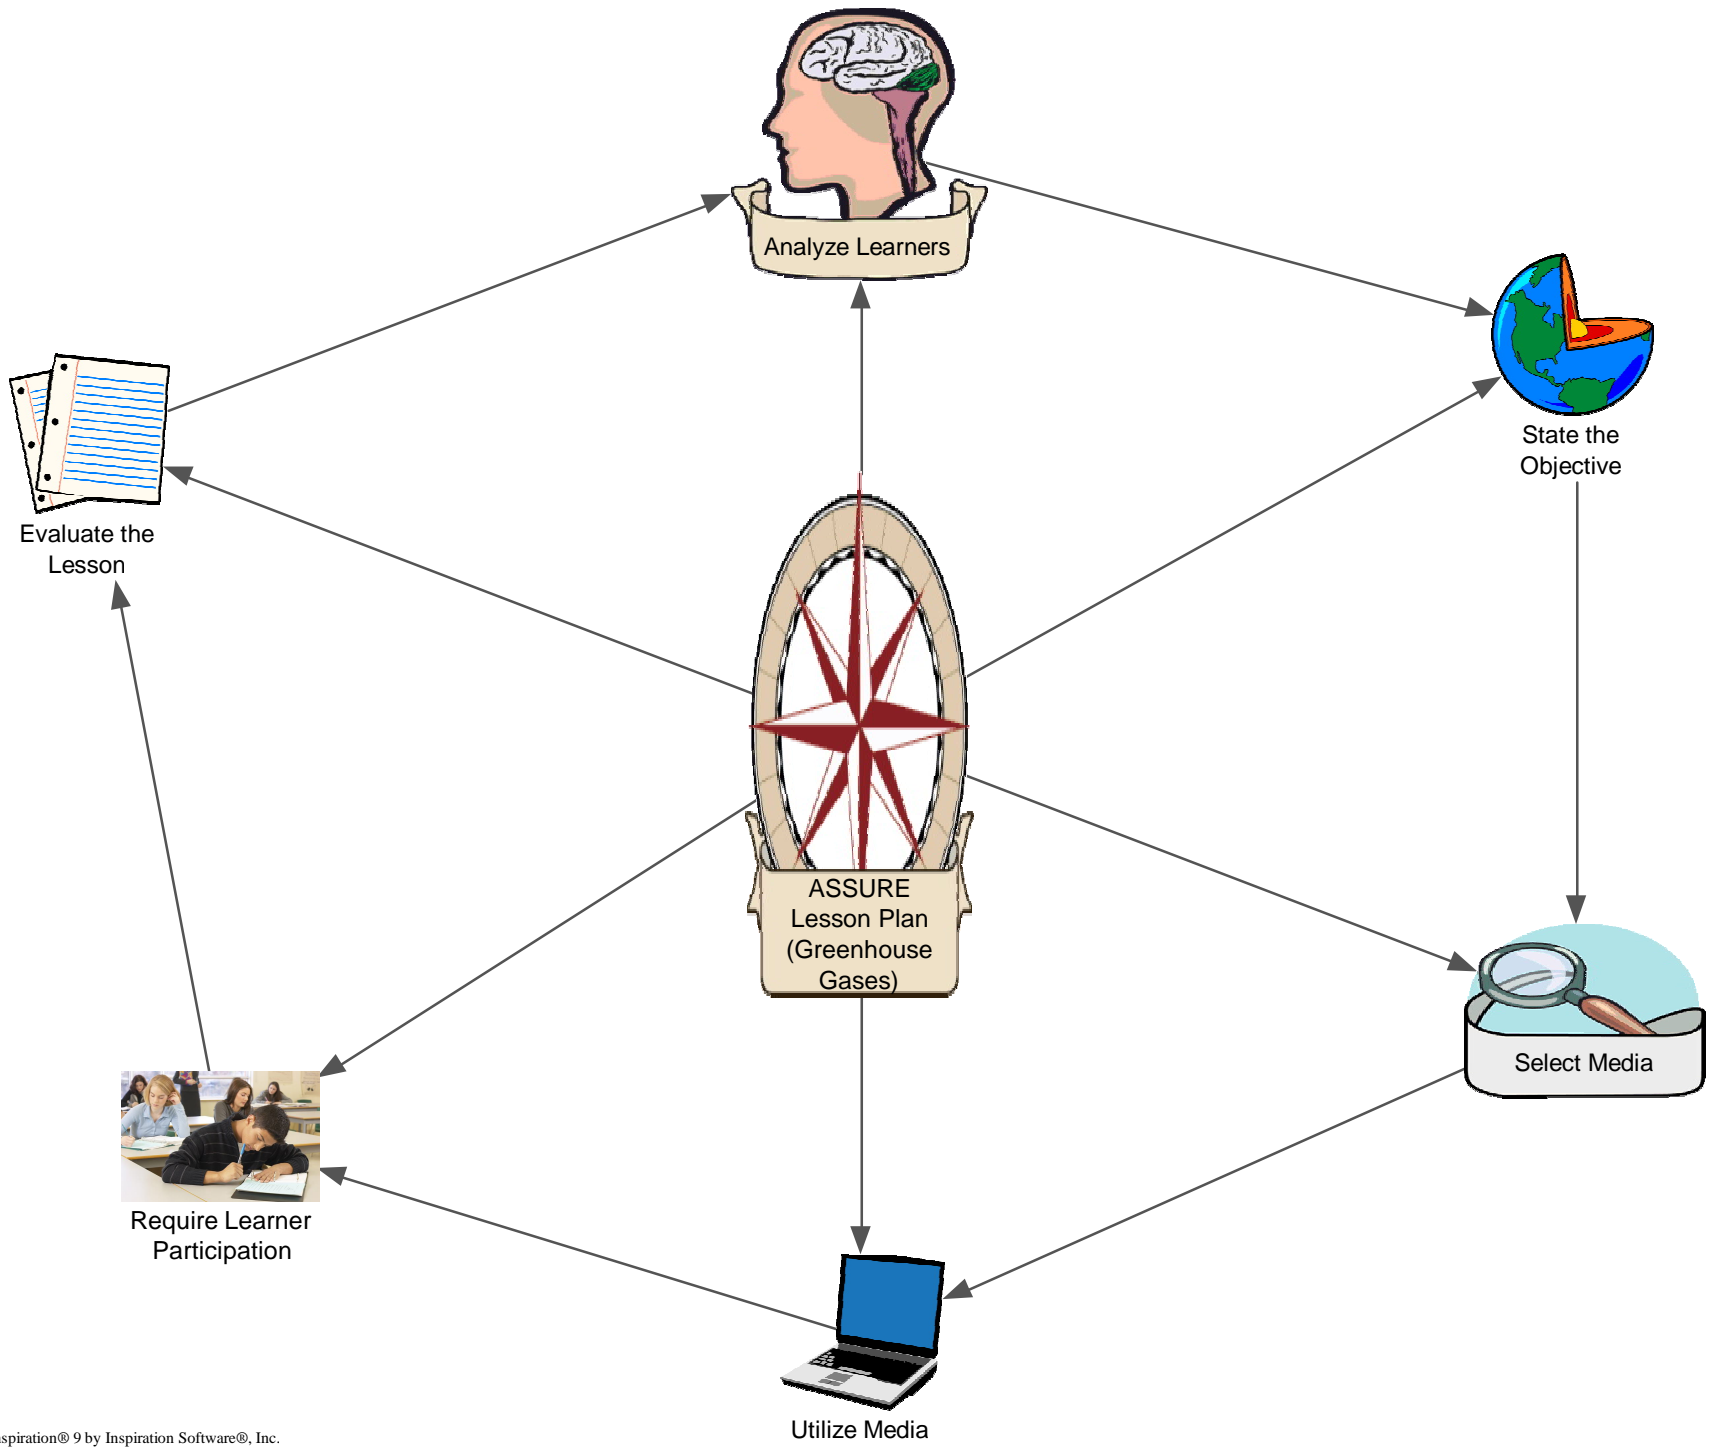 Analyze Learners
State the
Objective
Evaluate the
Lesson
ASSURE
Lesson Plan
(Greenhouse
Gases)
Select Media
Require Learner
Participation
Utilize Media
nspiration® 9 by Inspiration Software®, Inc.